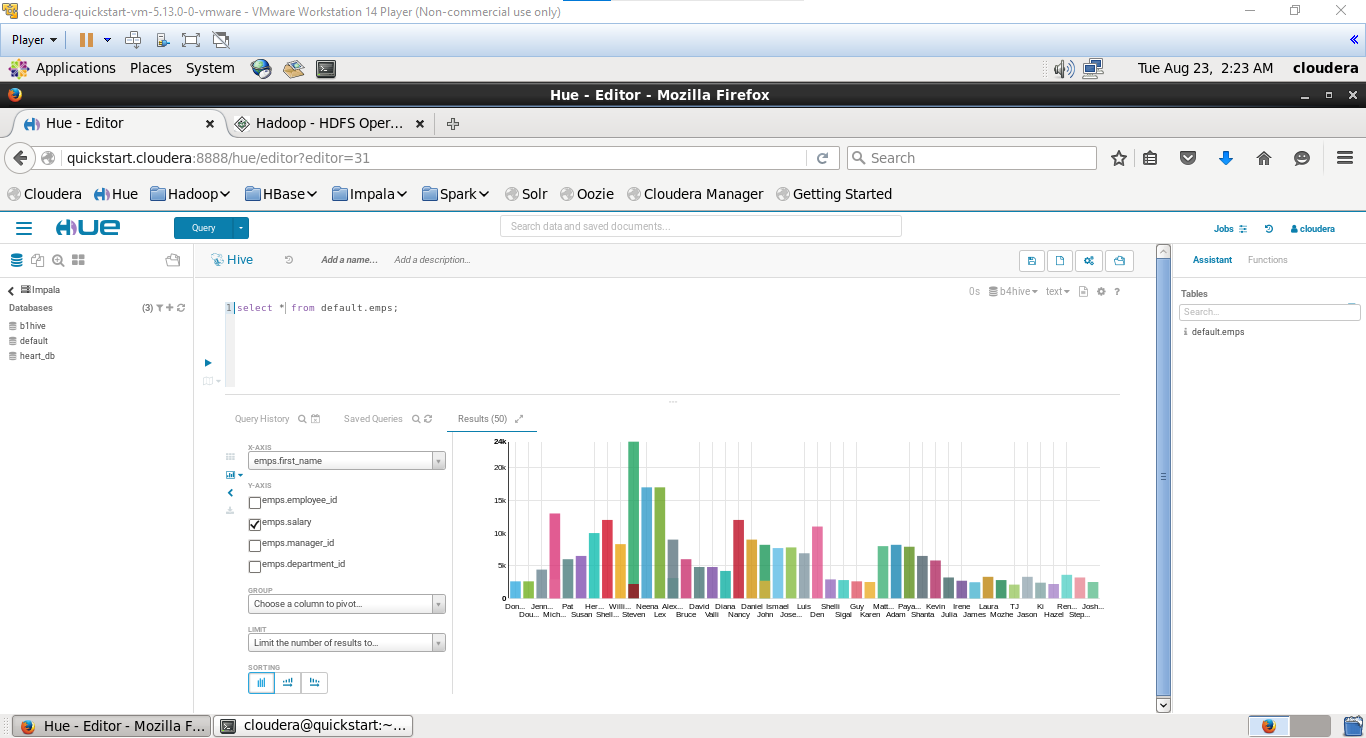 cloudera-quickstart-vm-5.13.0-0-vmware - VMware Workstation 14 Player (Non-commercial use only)
Player
Applications Places System Tue Aug 23, 2:23 AM cloudera
Hue - Editor - Mozilla Firefox
Hue - Editor Hadoop - HDFS Oper...
quickstart.cloudera:8888/hue/editor?editor=31 Search
Cloudera Hue Hadoop HBase Impala Spark Solr Oozie Cloudera Manager Getting Started
HUE Query Search data and saved documents... Jobs cloudera
Hive Add a name... Add a description... Assistant Functions
Impala
Databases (3)
b1hive
default
heart_db
0s b4hive text ?
1 select * from default.emps;
Tables
Search...
default.emps
Query History Saved Queries Results (50)
X-AXIS
emps.first_name
Y-AXIS
emps.employee_id
emps.salary
emps.manager_id
emps.department_id
GROUP
Choose a column to pivot...
LIMIT
Limit the number of results to...
SORTING
24k
20k
15k
10k
5k
0
Don... Jenn... Pat Her... Willi... Neena Alex... David Diana Daniel Ismael Luis Shelli Guy Matt... Paya... Kevin Irene Laura TJ Ki Ren... Josh...
Dou... Mich... Susan Shell... Steven Lex Bruce Valli Nancy John Jose... Den Sigal Karen Adam Shanta Julia James Mozhe Jason Hazel Step...
Hue - Editor - Mozilla F... cloudera@quickstart:~...